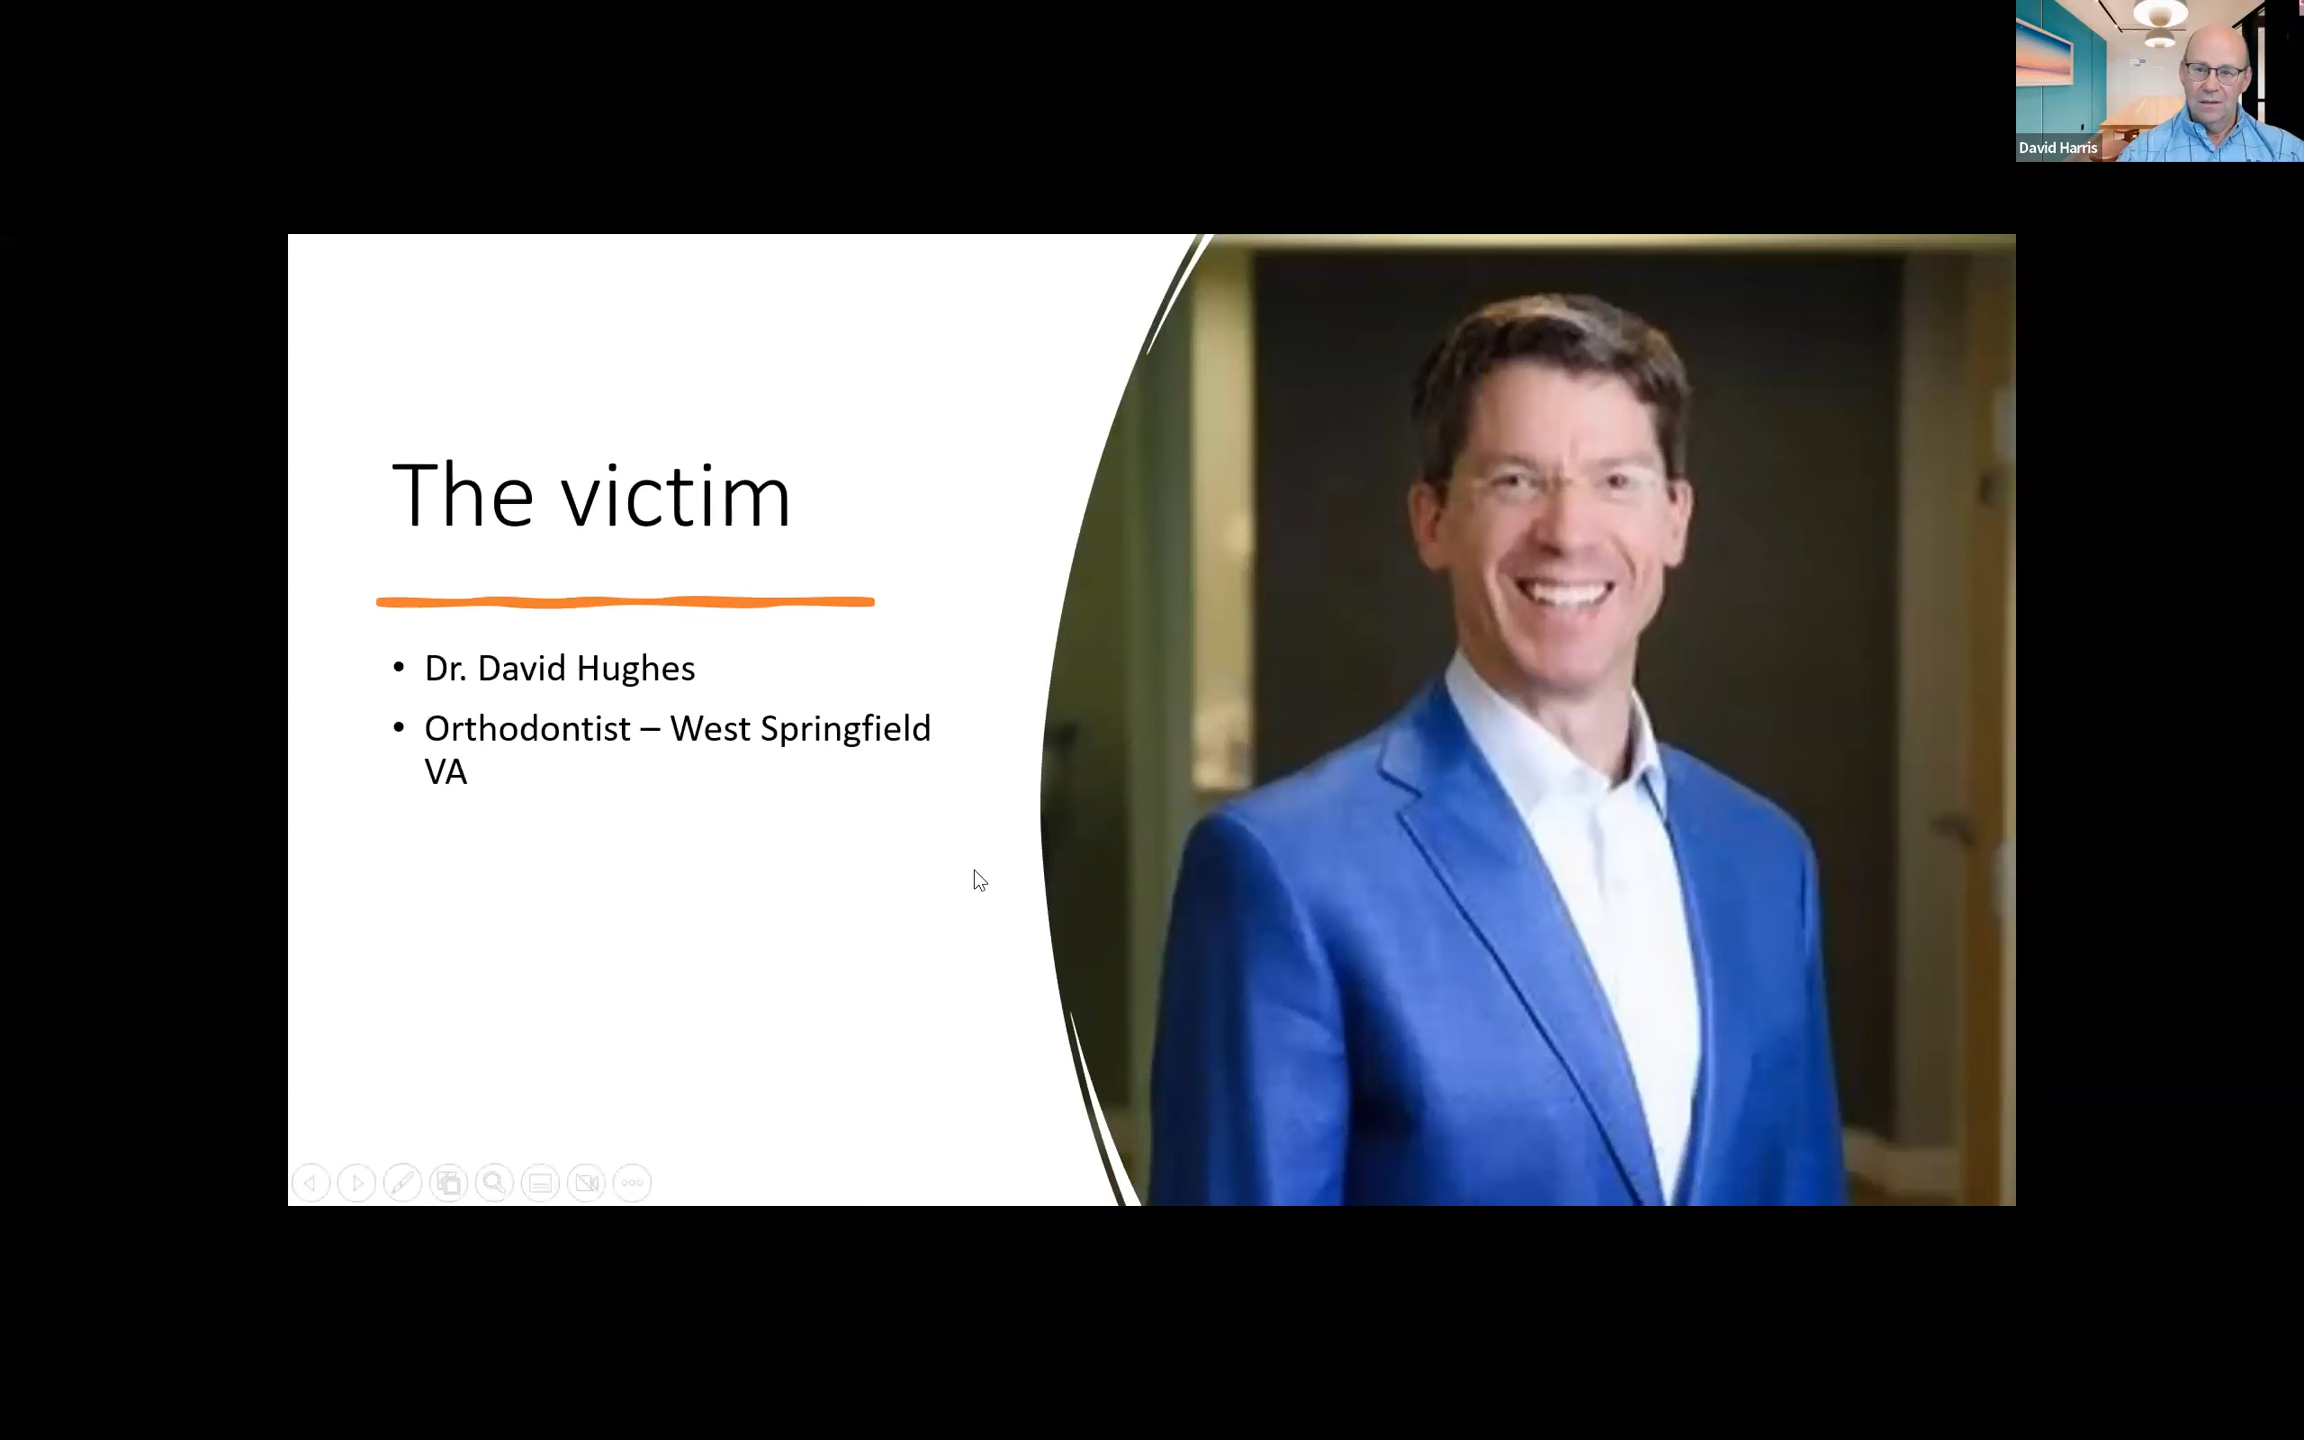 David Harris
The victim
• Dr. David Hughes
• Orthodontist – West Springfield
VA